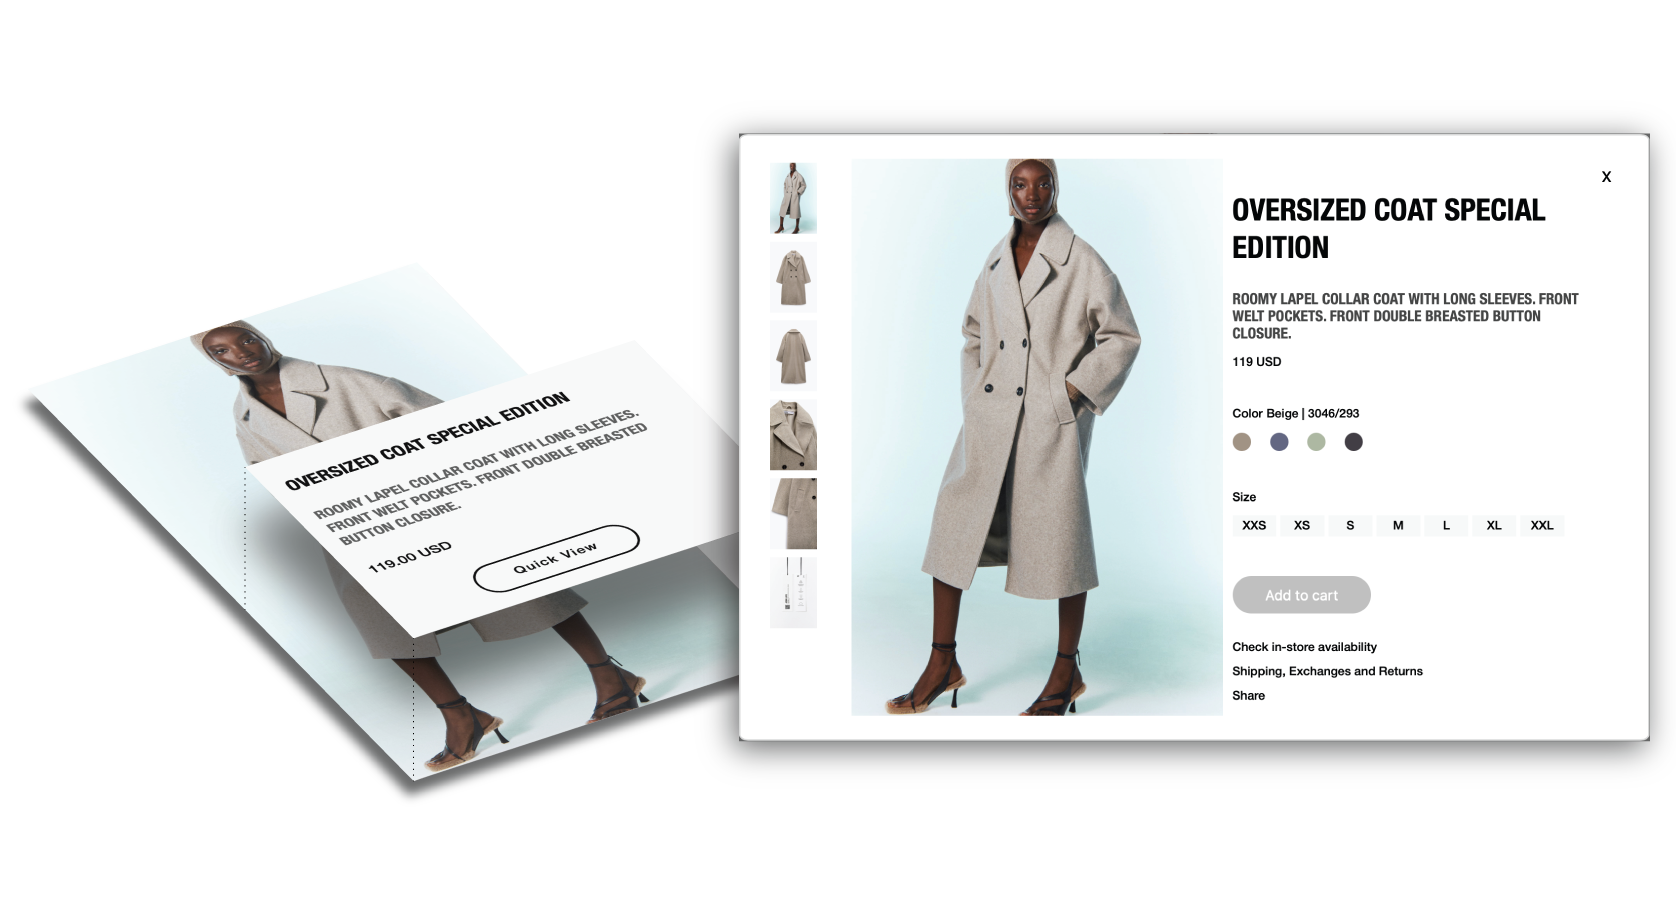 OVERSIZED COAT SPECIAL EDITION
ROOMY LAPEL COLLAR COAT WITH LONG SLEEVES.
FRONT WELT POCKETS. FRONT DOUBLE BREASTED
BUTTON CLOSURE.
119.00 USD
Quick View
X
OVERSIZED COAT SPECIAL
EDITION
ROOMY LAPEL COLLAR COAT WITH LONG SLEEVES. FRONT
WELT POCKETS. FRONT DOUBLE BREASTED BUTTON
CLOSURE.
119 USD
Color Beige | 3046/293
Size
XXS XS S M L XL XXL
Add to cart
Check in-store availability
Shipping, Exchanges and Returns
Share